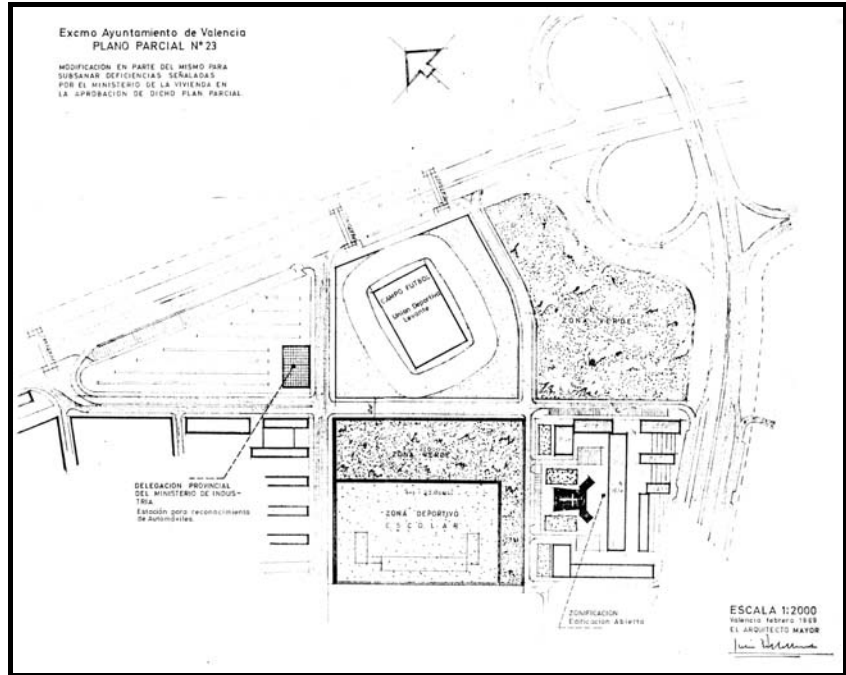 Excmo Ayuntamiento de Valencia
PLANO PARCIAL Nº 23
MODIFICACIÓN EN PARTE DEL MISMO PARA
SUBSANAR DEFICIENCIAS SEÑALADAS
POR EL MINISTERIO DE LA VIVIENDA EN
LA APROBACION DE DICHO PLAN PARCIAL
CAMPO FUTBOL
Union Deportiva
Levante
ZONA VERDE
ZONA VERDE
DELEGACION PROVINCIAL
DEL MINISTERIO DE INDUS-
TRIA
Estación para reconocimiento
de Automóviles.
ZONA DEPORTIVO
ESCOLAR
ZONIFICACIÓN
Edificación Abierta
ESCALA 1:2000
Valencia febrero 1969
EL ARQUITECTO MAYOR